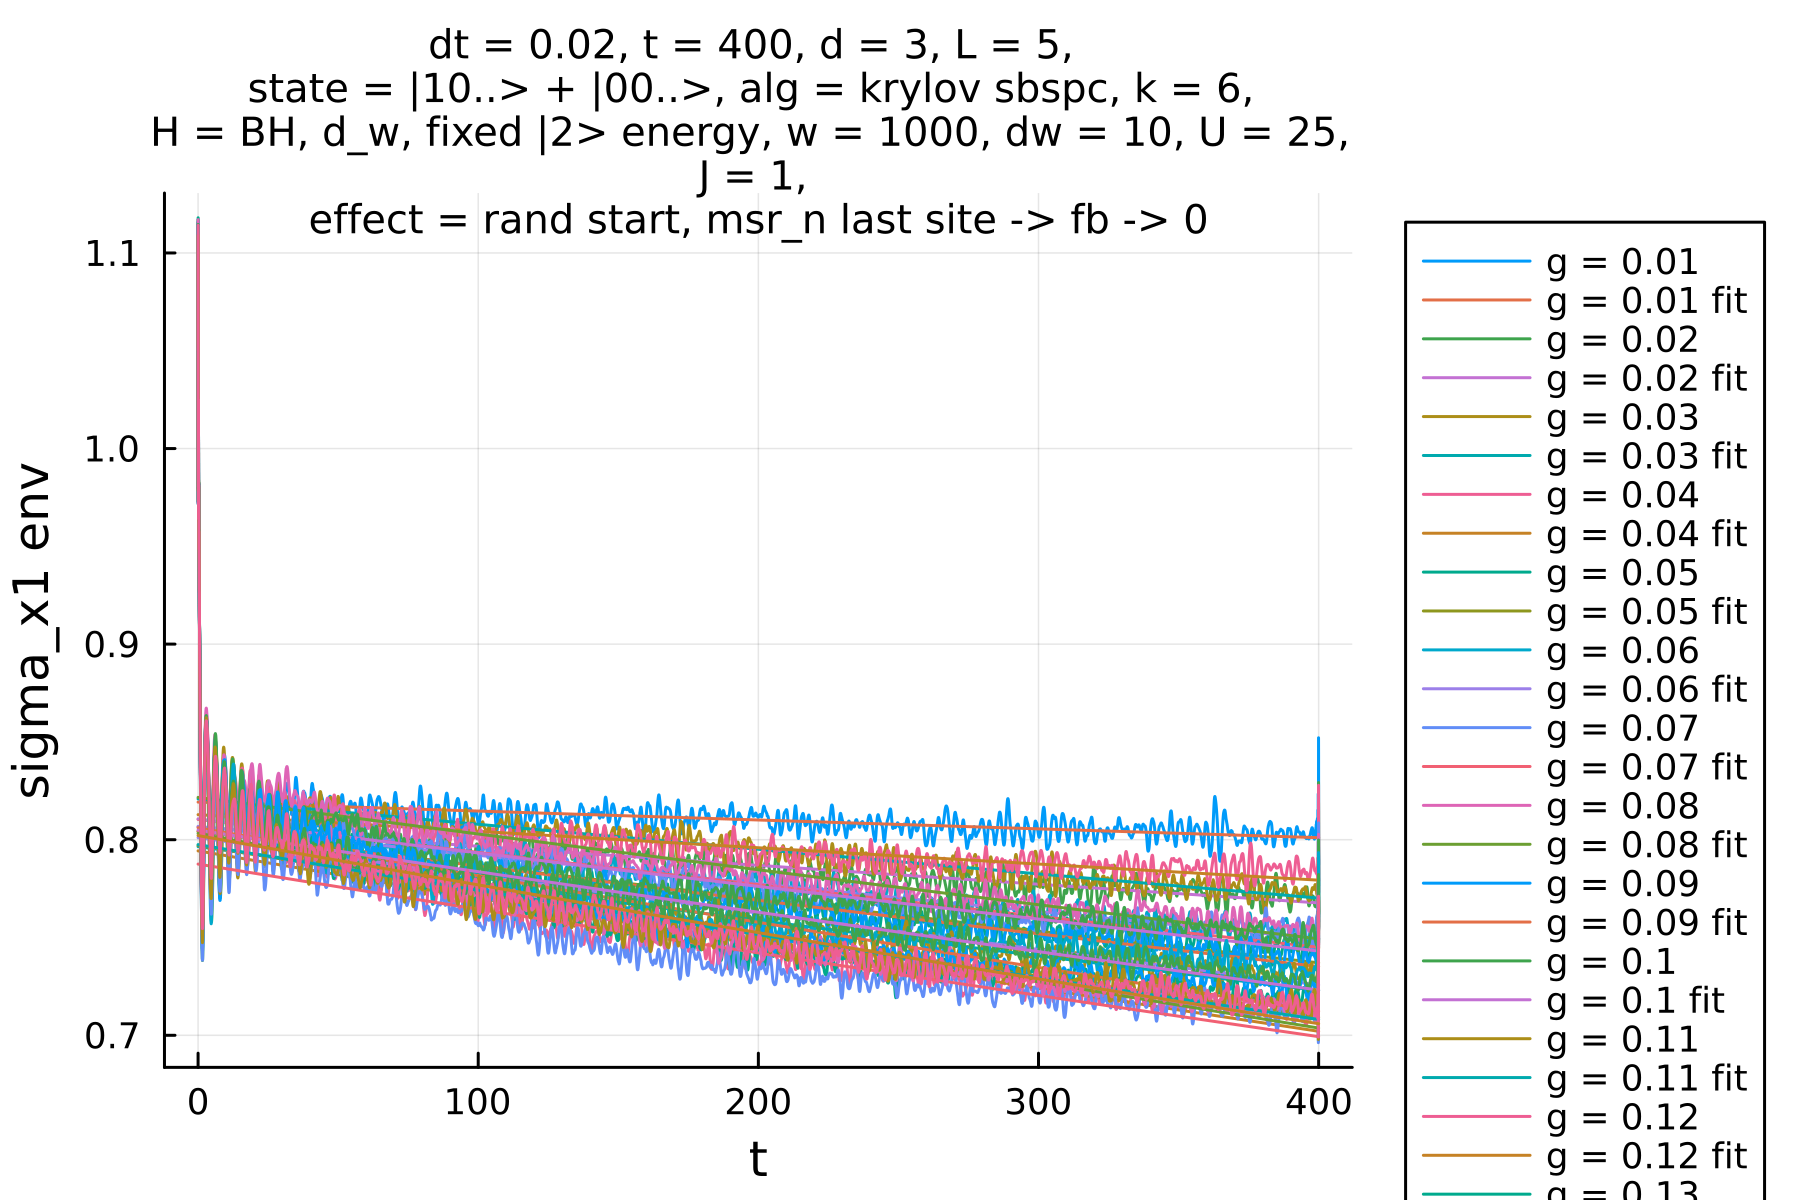 dt = 0.02, t = 400, d = 3, L = 5,
state = |10..> + |00..>, alg = krylov sbspc, k = 6,
H = BH, d_w, fixed |2> energy, w = 1000, dw = 10, U = 25,
J = 1,
effect = rand start, msr_n last site -> fb -> 0
sigma_x1 env
1.1
1.0
0.9
0.8
0.7
0
100
200
300
400
t
g = 0.01
g = 0.01 fit
g = 0.02
g = 0.02 fit
g = 0.03
g = 0.03 fit
g = 0.04
g = 0.04 fit
g = 0.05
g = 0.05 fit
g = 0.06
g = 0.06 fit
g = 0.07
g = 0.07 fit
g = 0.08
g = 0.08 fit
g = 0.09
g = 0.09 fit
g = 0.1
g = 0.1 fit
g = 0.11
g = 0.11 fit
g = 0.12
g = 0.12 fit
g = 0.13